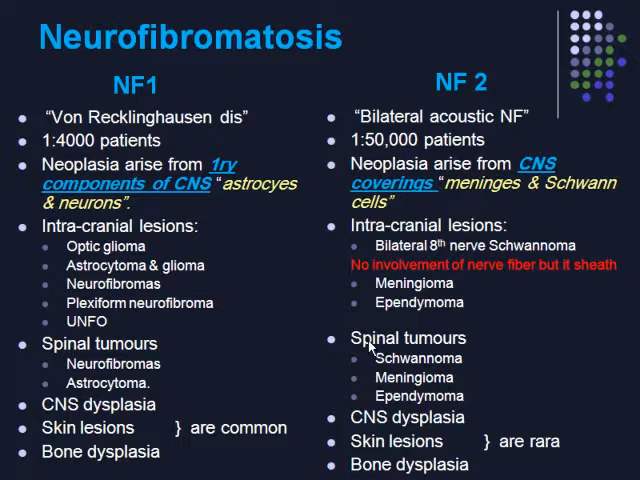 Neurofibromatosis
NF1
“Von Recklinghausen dis”
1:4000 patients
Neoplasia arise from 1ry
components of CNS “astrocyes
& neurons”.
Intra-cranial lesions:
Optic glioma
Astrocytoma & glioma
Neurofibromas
Plexiform neurofibroma
UNFO
Spinal tumours
Neurofibromas
Astrocytoma.
CNS dysplasia
Skin lesions } are common
Bone dysplasia
NF 2
“Bilateral acoustic NF”
1:50,000 patients
Neoplasia arise from CNS
coverings “meninges & Schwann
cells”
Intra-cranial lesions:
Bilateral 8th nerve Schwannoma
No involvement of nerve fiber but it sheath
Meningioma
Ependymoma
Spinal tumours
Schwannoma
Meningioma
Ependymoma
CNS dysplasia
Skin lesions } are rara
Bone dysplasia